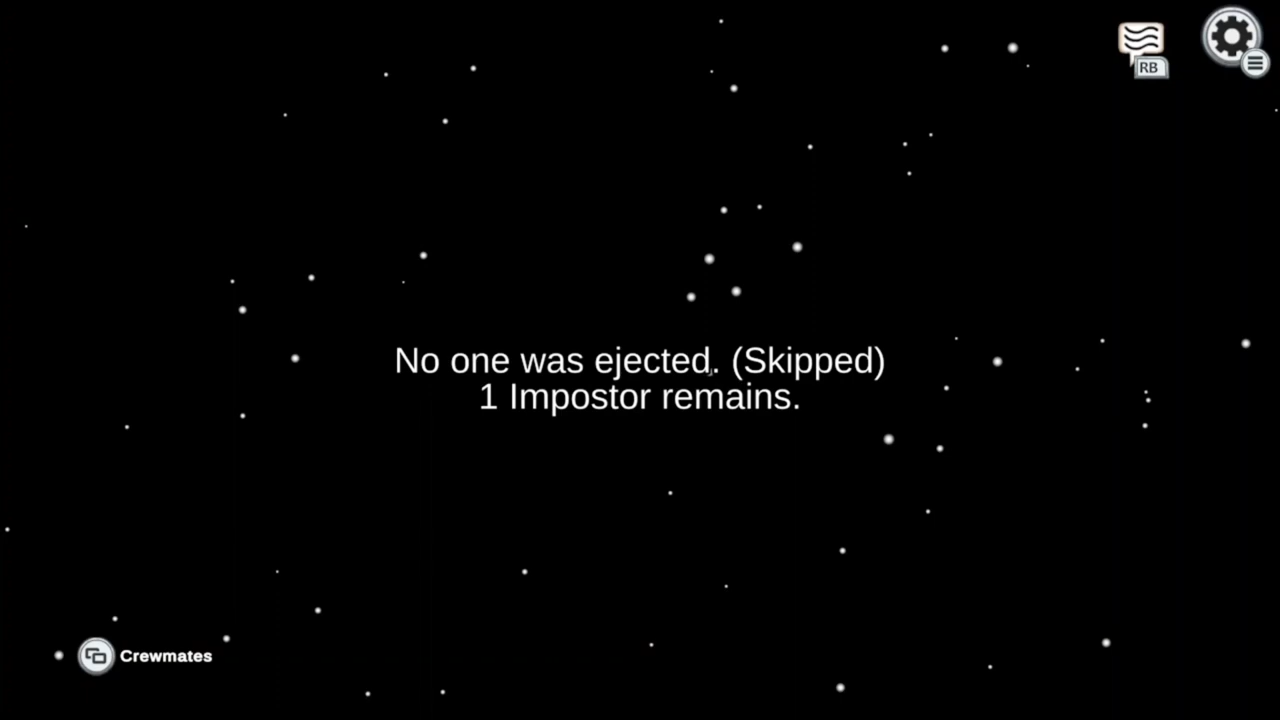 RB
No one was ejected. (Skipped)
1 Impostor remains.
Crewmates